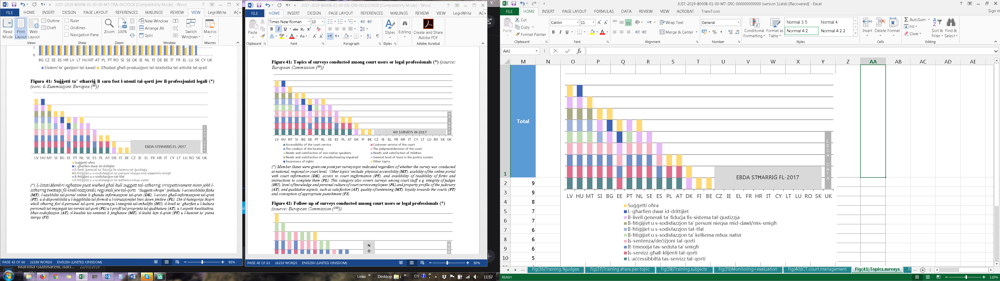 JUST-2019-80008-01-00-00-MT-TRA-00.DOCX [Compatibility Mode] - Word
FILE HOME INSERT DESIGN PAGE LAYOUT REFERENCES MAILINGS REVIEW VIEW LegisWrite
Read Mode Print Layout Web Layout Outline Draft
Ruler Gridlines Navigation Pane
Zoom 100%
New Window Arrange All Split Switch Windows Macros
Views Show Zoom Window Macros
1
0
BG CZ EE ES HR LV LT HU MT AT PL PT RO SI SE DK IE NL FI DE BE IT FR EL LU SK CY UK
Sistemi ta' ġestjoni tal-kawżi Għodod għall-produzzjoni tal-istatistika tal-attività tal-qrati
Figura 41: Suġġetti ta' stħarriġ li saru fost l-utenti tal-qorti jew il-professjonisti legali (*)
(sors: il-Kummissjoni Ewropea (99))
EBDA STĦARRIĠ FL-2017
EBDA DATA
LV HU MT SI BG EE PT NL SE ES PL AT DK FI BE CZ IE EL FR HR IT CY LT LU RO SK UK
Suġġetti oħra
L-għarfien dwar id-drittijiet
Il-livell ġenerali ta' fiduċja fis-sistema tal-ġustizzja
Il-ħtiġijiet u s-sodisfazzjon ta' persuni nieqsa mid-dawl/mis-smigħ
Il-ħtiġijiet u s-sodisfazzjon tat-tfal
Il-ħtiġijiet u s-sodisfazzjon ta' kelliema mhux nativi
(*) L-Istati Membri ngħataw punt wieħed għal kull suġġett tal-istħarriġ irrispettivament minn jekk l-
istħarriġ twettaqx fil-livell nazzjonali, reġjonali jew tal-qorti. "Suġġetti oħrajn" jinkludu: l-aċċessibbiltà fiżika
(MT); l-użabbiltà tal-portal online li għandu informazzjoni tal-qrati (DK); l-aċċess għall-informazzjoni tal-qrati
(PT), u d-disponibbiltà u l-leġġibbiltà tal-formoli u l-istruzzjonijiet biex dawn jimtlew (PL). Din il-kategorija tkopri
wkoll stħarriġ fost il-persunal tal-qorti, pereżempju l-integrità tal-imħallfin (HU), il-livell ta' għarfien u l-kultura
personali tal-impjegati tas-servizz tal-qorti (PL) u l-profil tal-proprjetà tal-ġudikatura (AT), u l-aspetti kwalitattiva,
bħas-sodisfazzjon (AT), il-kwalità tas-sentenzi li jingħataw (MT), il-lealtà lejn il-qrati (PT) u l-kunċett ta' piena
xierqa (FI).
PAGE 42 OF 68 22108 WORDS ENGLISH (UNITED KINGDOM) 90%
JUST-2019-80008-01-00-EN-ORI-00(1).DOCX [Compatibility Mode] - Word
FILE HOME INSERT DESIGN PAGE LAYOUT REFERENCES MAILINGS REVIEW VIEW LegisWrite
Paste Times New Roman 10 Styles Editing Create and Share Adobe PDF
Clipboard Font Paragraph Styles Adobe Acrobat
Figure 41: Topics of surveys conducted among court users or legal professionals (*) (source:
European Commission (99))
NO SURVEYS IN 2017
NO DATA
LV HU MT SI BG EE PT NL SE ES PL AT DK FI BE CZ IE EL FR HR IT CY LT LU RO SK UK
Accessibility of the court service Customer service of the court
The conduct of the hearing The judgment/decision of the court
Needs and satisfaction of non-native speakers Needs and satisfaction of children
Needs and satisfaction of visually/hearing impaired General level of trust in the justice system
Awareness of rights Other topics
(*) Member States were given one point per survey topic indicated regardless of whether the survey was conducted
at national, regional or court level. 'Other topics' include: physical accessibility (MT); usability of the online portal
with court information (DK); access to court ingformation (PT), and availibility of readibility of forms and
instructions to complete them (PL). This category also covers surveys among court staff, e.g. integrity of judges
(HU), level of knowledge and personal culture of court service employees (PL) and property profile of the judiciary
(AT), and qualitative aspects, such as satisfaction (AT), quality of sentencing (MT), loyalty towards the courts (PT)
and conception of appropriate punishment (FI).
Figure 42: Follow-up of surveys conducted among court users or legal professionals (*)
(source: European Commission (100))
N
O
PAGE 40 OF 63 26210 WORDS ENGLISH (UNITED KINGDOM) 90%
JUST-2019-80008-01-00-MT-SRC-000000000000 (version 1).xlsb [Recovered] - Excel
Sign in
FILE HOME INSERT PAGE LAYOUT FORMULAS DATA REVIEW VIEW ACROBAT TransTools
Paste Cut Copy Format Painter
Calibri 11
Wrap Text Merge & Center
General
Conditional Formatting Format as Table
Normal 3 5 Normal 4
Normal 4 2 Normal 4 2 2
Insert Delete Format
AutoSum Fill Clear Sort & Filter Find & Select
Clipboard Font Alignment Number Styles Cells Editing
AA1
M N O P Q R S T U V W X Y Z AA AB AC AD AE
Total
1
2 9
3 9
4 8
5 7
6 7
7 6
8 6
9 6
10 5
EBDA STĦARRIĠ FL-2017
EBDA DATA
LV HU MT SI BG EE PT NL SE ES PL AT DK FI BE CZ IE EL FR HR IT CY LT LU RO SK UK
Suġġetti oħra
L-għarfien dwar id-drittijiet
Il-livell ġenerali ta' fiduċja fis-sistema tal-ġustizzja
Il-ħtiġijiet u s-sodisfazzjon ta' persuni nieqsa mid-dawl/mis-smigħ
Il-ħtiġijiet u s-sodisfazzjon tat-tfal
Il-ħtiġijiet u s-sodisfazzjon ta' kelliema mhux nativi
Is-sentenza/deċiżjoni tal-qorti
It-tmexxija tas-seduta ta' smigħ
Is-servizz għall-klijenti tal-qorti
L-aċċessibbiltà tas-servizz tal-qorti
Fig(36)Training.%judges Fig(37)Training.share.per.topic Fig(38)Training.subjects Fig(39)Monitoring+evaluation Fig(40)ICT.court.management Fig(41)Topics.surveys
READY 120%
22/03/2019
Links Desktop EN 11:57